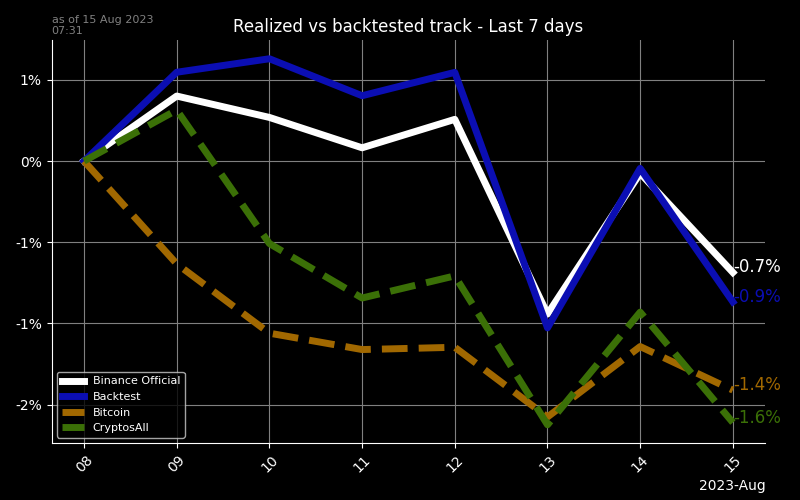 as of 15 Aug 2023
07:31
Realized vs backtested track - Last 7 days
1%
0%
-1%
-1%
-2%
-0.7%
-0.9%
-1.4%
-1.6%
Binance Official
Backtest
Bitcoin
CryptosAll
08
09
10
11
12
13
14
15
2023-Aug